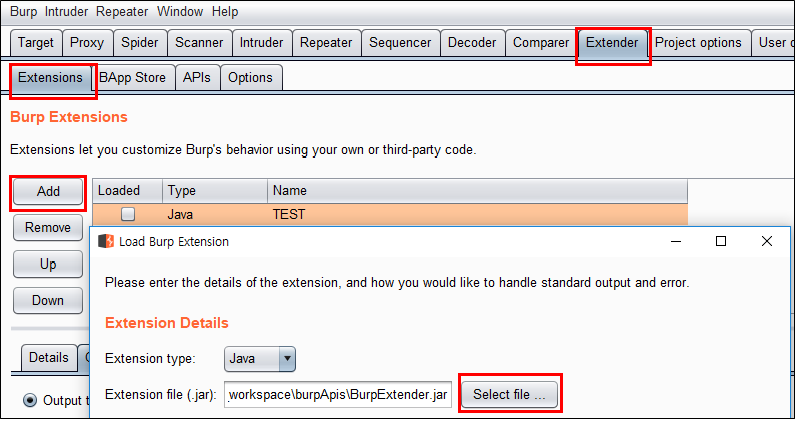 Burp Intruder Repeater Window Help
Target Proxy Spider Scanner Intruder Repeater Sequencer Decoder Comparer Extender Project options User
Extensions BApp Store APIs Options
Burp Extensions
Extensions let you customize Burp's behavior using your own or third-party code.
Add Loaded Type Name
Java TEST
Remove
Load Burp Extension
Up
Please enter the details of the extension, and how you would like to handle standard output and error.
Down
Extension Details
Details
Extension type: Java
Extension file (.jar): workspace\burpApis\BurpExtender.jar Select file ...
Output